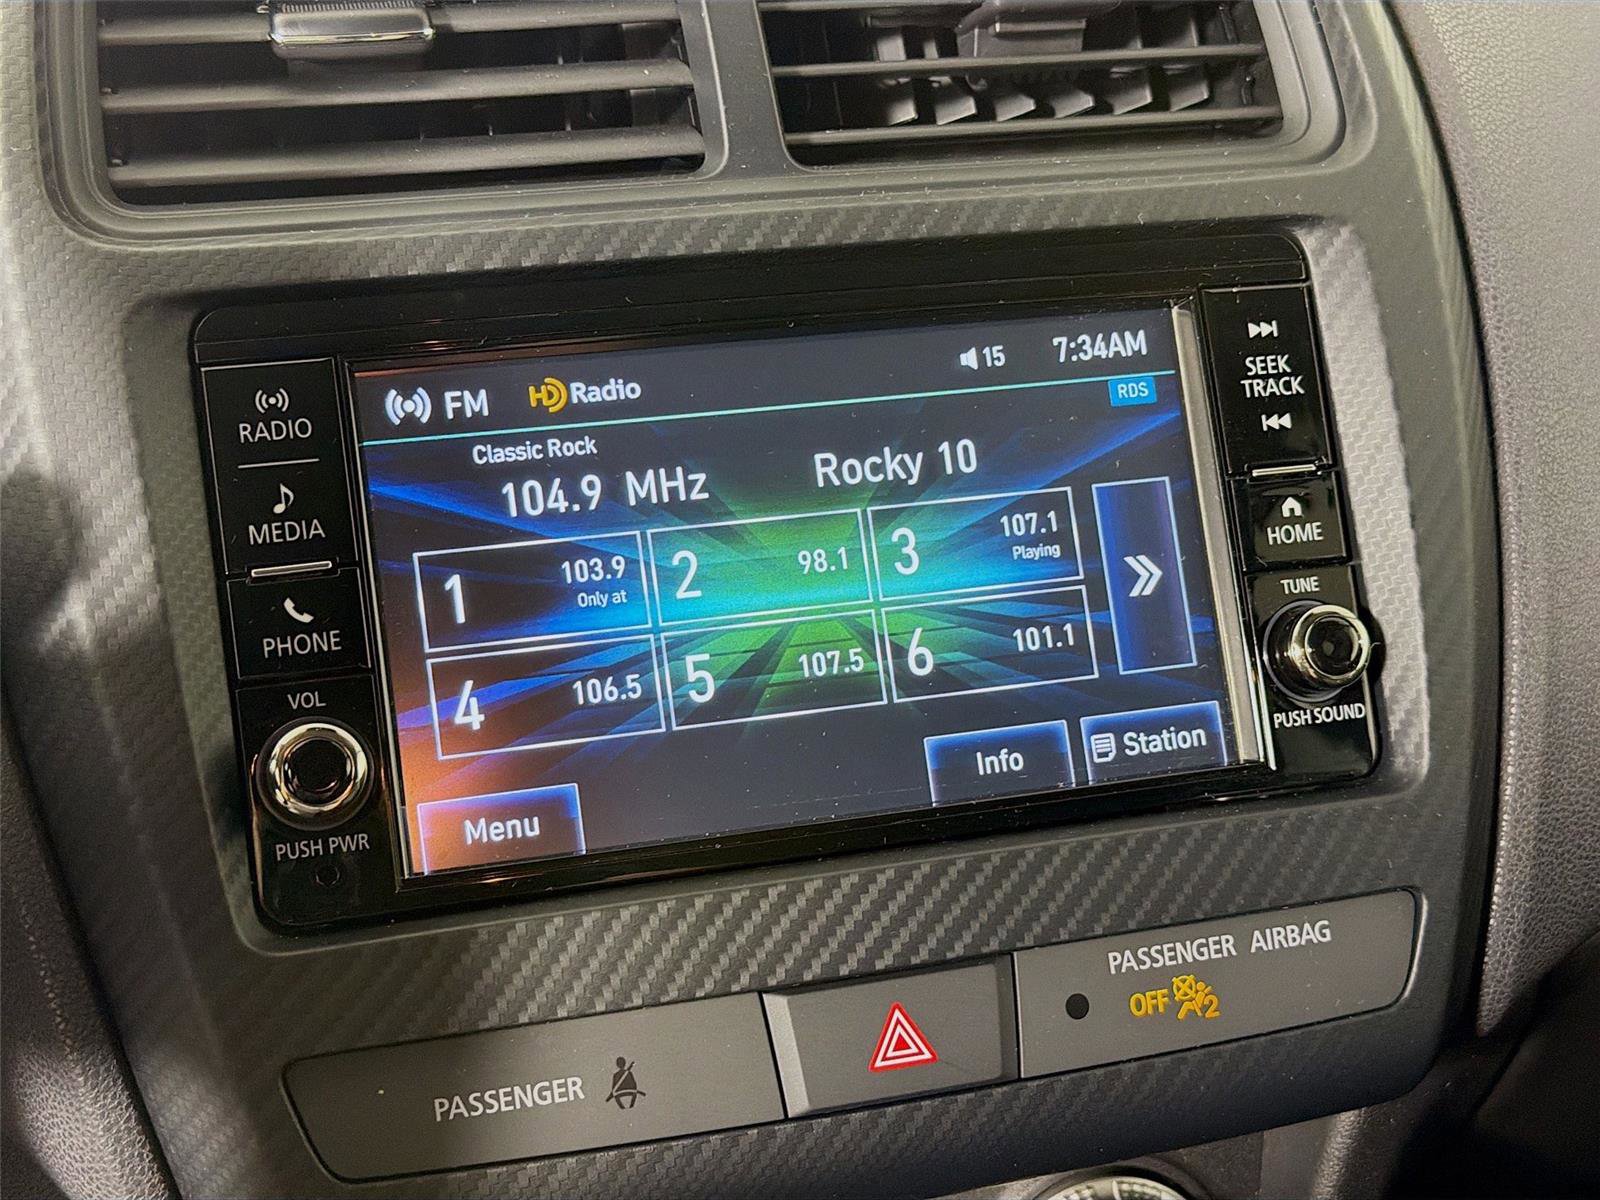 RADIO
MEDIA
PHONE
VOL
PUSH PWR
FM HD Radio 15 7:34AM
RDS
Classic Rock
104.9 MHz Rocky 10
1 103.9 Only at
2 98.1
3 107.1 Playing
4 106.5
5 107.5
6 101.1
Info
Station
Menu
SEEK
TRACK
HOME
TUNE
PUSH SOUND
PASSENGER
PASSENGER AIRBAG
OFF 2